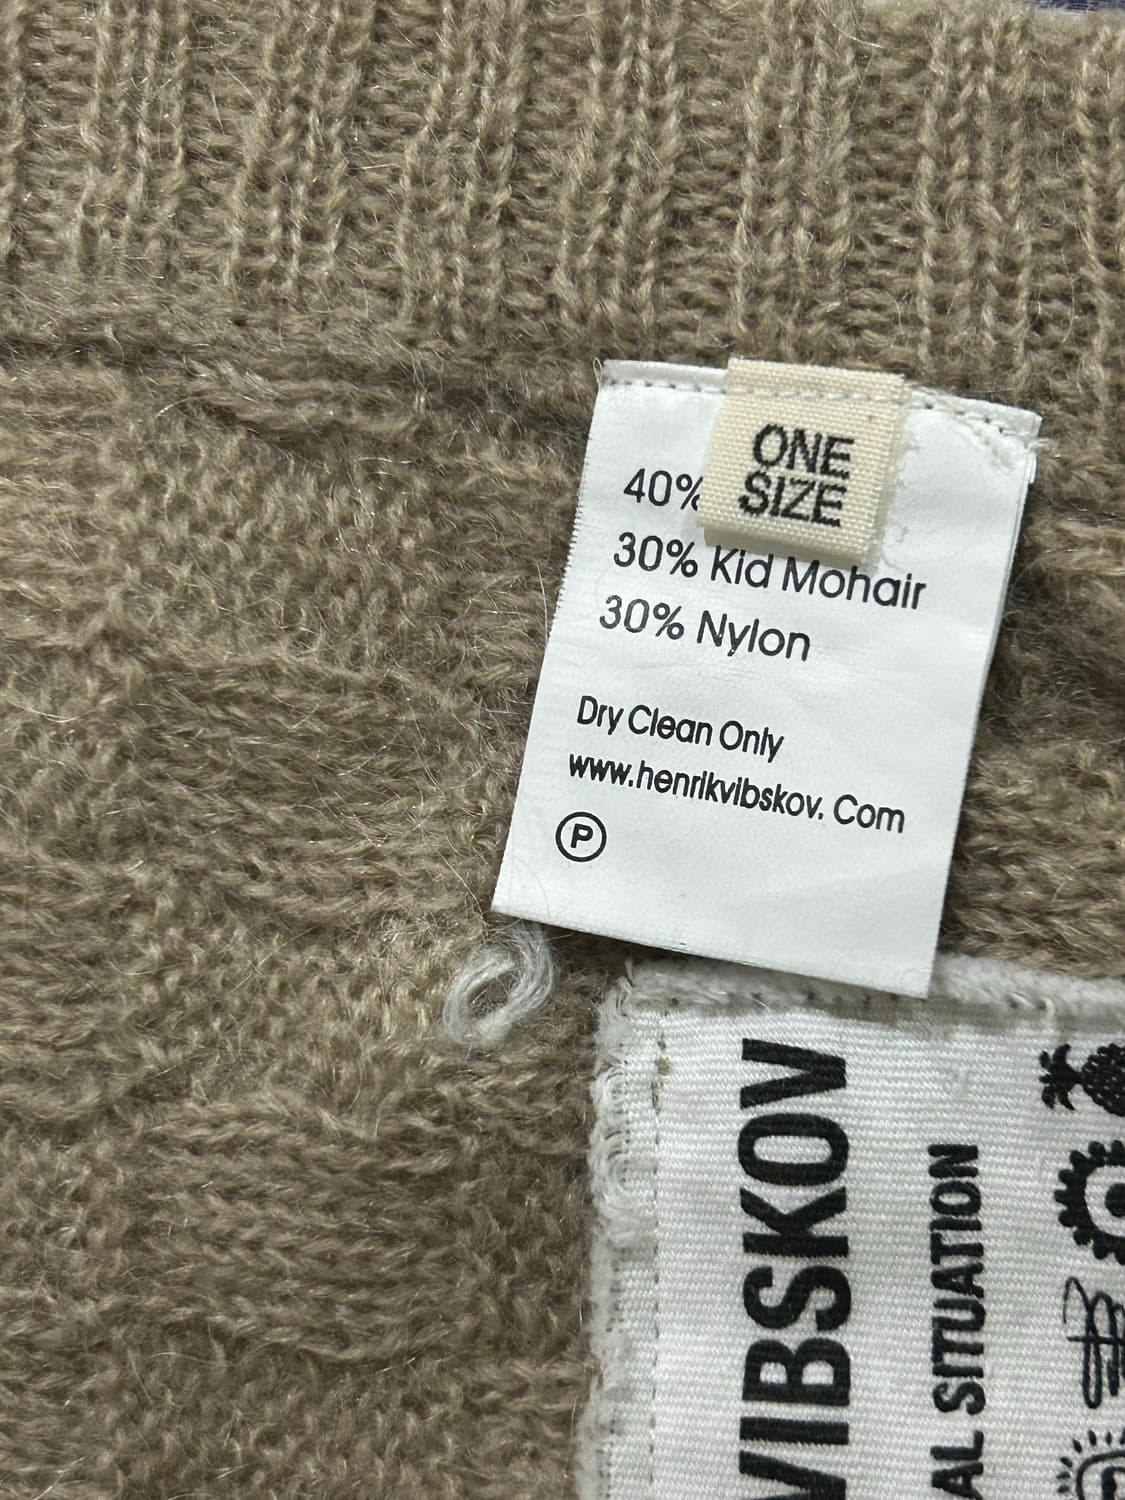 ONE
SIZE
40%
30% Kid Mohair
30% Nylon
Dry Clean Only
www.henrikvibskov. Com
P
VIBSKOV
AL SITUATION